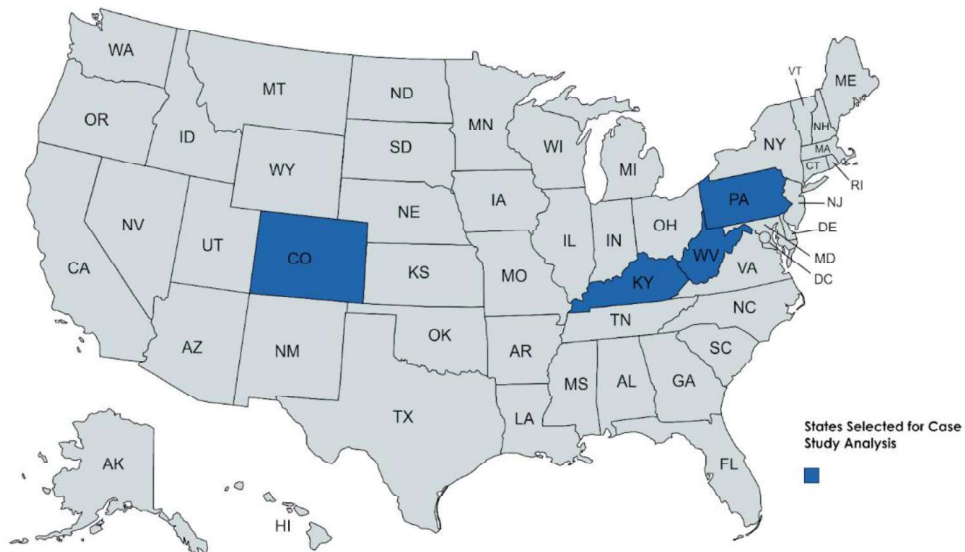 WA
MT
ND
MN
VT
ME
OR
ID
SD
WI
NY
NH
MA
WY
MI
CT
RI
IA
PA
NJ
NE
OH
NV
UT
IL
IN
DE
CO
WV
MD
CA
KS
MO
KY
VA
DC
NC
TN
OK
AZ
NM
AR
SC
MS
AL
GA
TX
LA
States Selected for Case
Study Analysis
FL
AK
HI